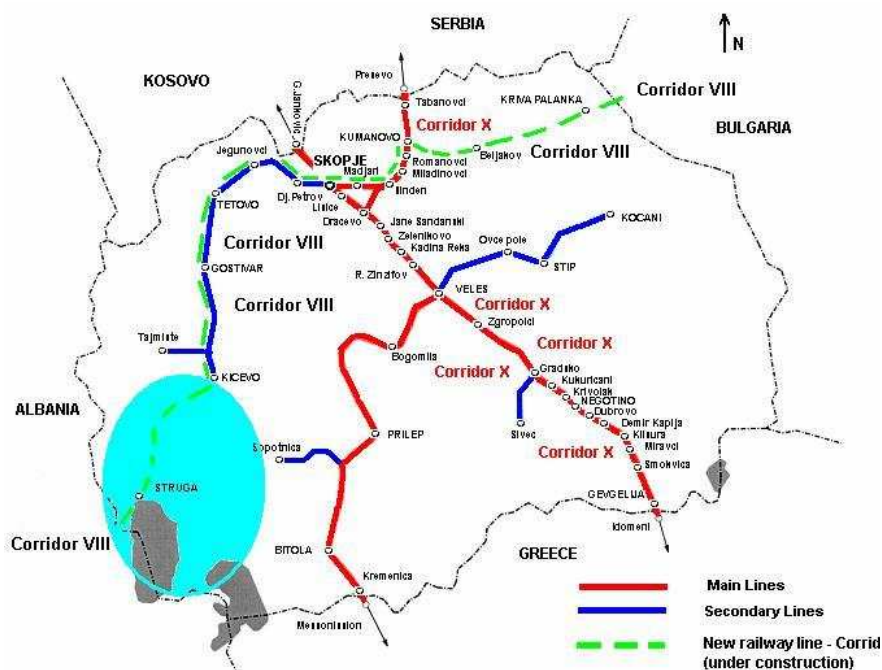 SERBIA
N
KOSOVO
Presevo
G.Jankovic
Tabanovci
KRIVA PALANKA
Corridor VIII
Corridor X
BULGARIA
KUMANOVO
Romanovci
Miladinovci
Beljakov
Corridor VIII
Jegunovci
SKOPJE
Madjari
Ilinden
Dj.Petrov
Lisice
Dracevo
TETOVO
Jane Sandanski
Zelenikovo
Kadina Reka
Ovce pole
KOCANI
Corridor VIII
R. Zinzifov
STIP
GOSTIVAR
VELES
Corridor X
Corridor VIII
Zgropolci
Tajmiste
Bogomila
Corridor X
Corridor X
Gradsko
KICEVO
Kukuricani
Krivolak
NEGOTINO
Dubrovo
ALBANIA
Demir Kapija
Sivec
PRILEP
Klisura
Miravci
Sopotnica
Corridor X
Smokvica
STRUGA
GEVGELIJA
Idomeni
Corridor VIII
BITOLA
GREECE
Kremenica
Main Lines
Secondary Lines
New railway line - Corrid
(under construction)